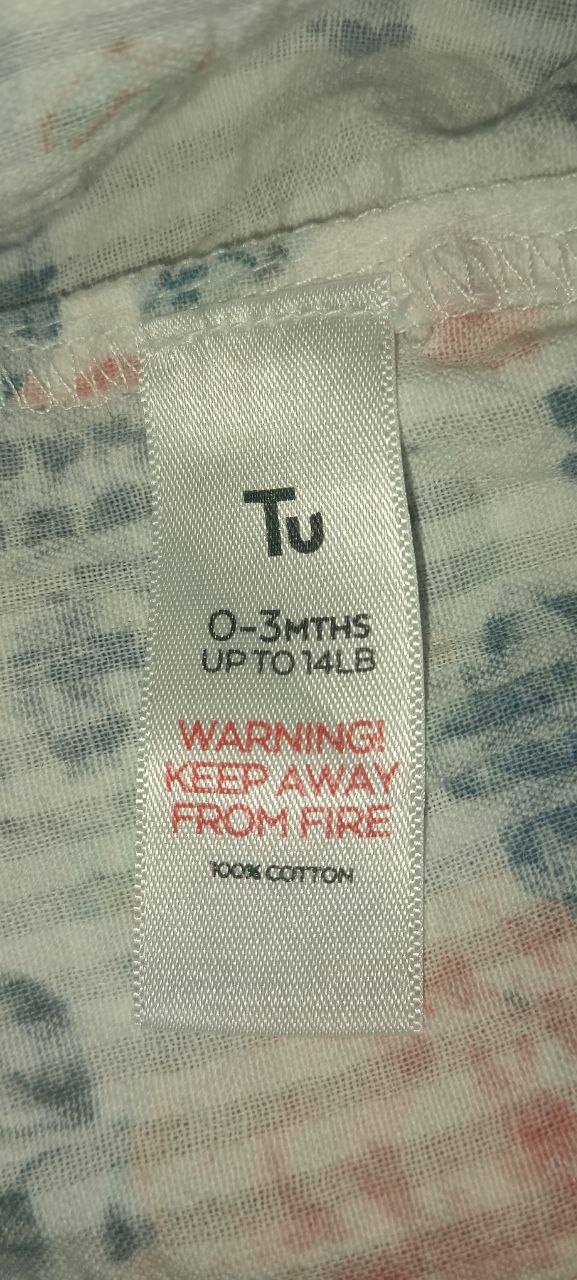 Tu
0-3MTHS
UP TO 14LB
WARNING!
KEEP AWAY
FROM FIRE
100% COTTON